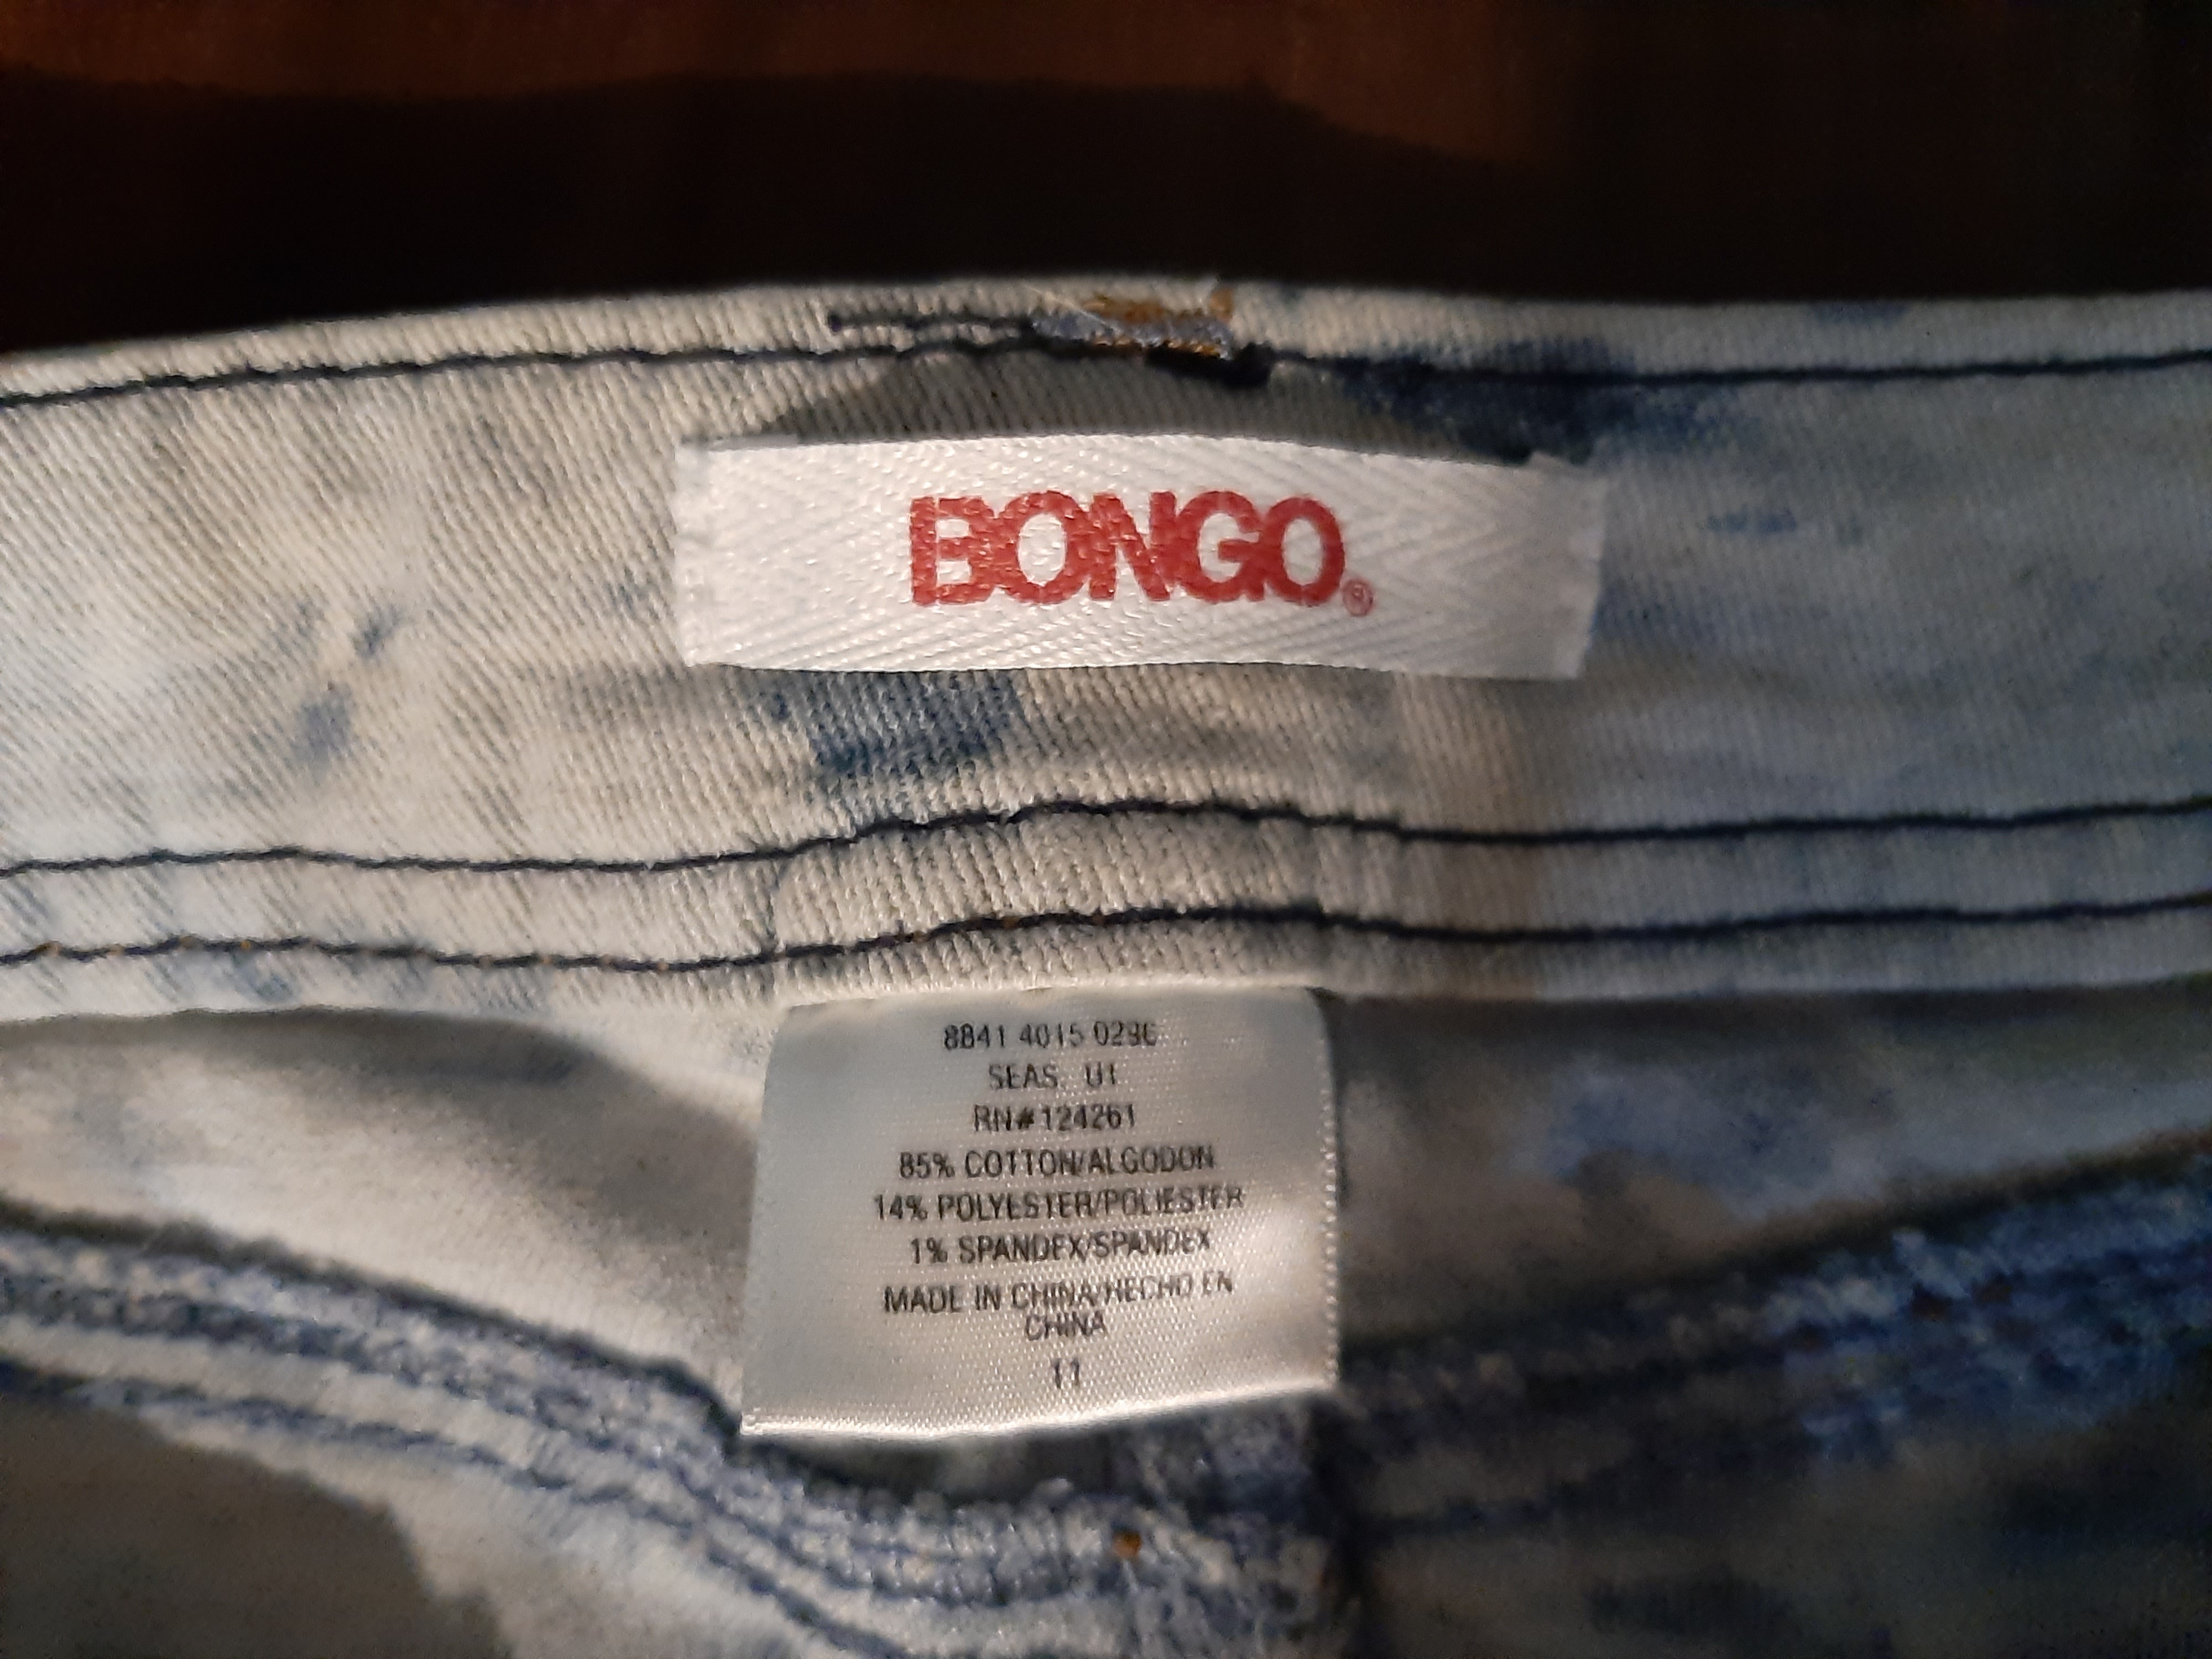 BONGO®
8841 4015
SEAS. U1
RN#124261
85% COTTON/ALGODON
14% POLYESTER/POLIESTER
1% SPANDEX/SPANDEX
MADE IN CHINA/HECHO EN
CHINA
11